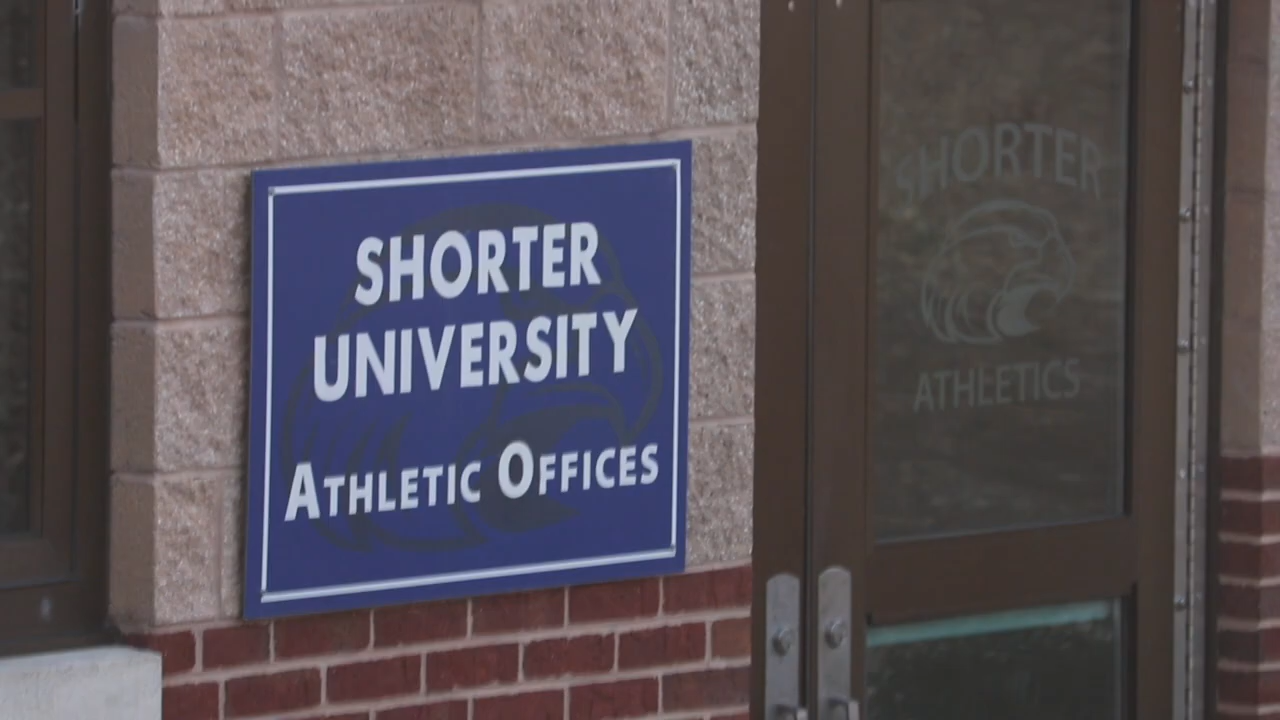 SHORTER
UNIVERSITY
ATHLETIC OFFICES
SHORTER
ATHLETICS